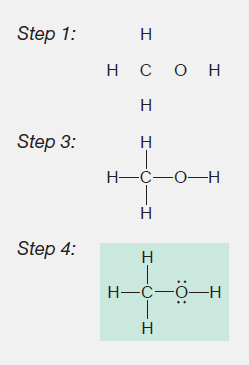 Step 1:
H
H C O H
H
Step 3:
H
H—C—O—H
H
Step 4:
H
H—C—Ö—H
H